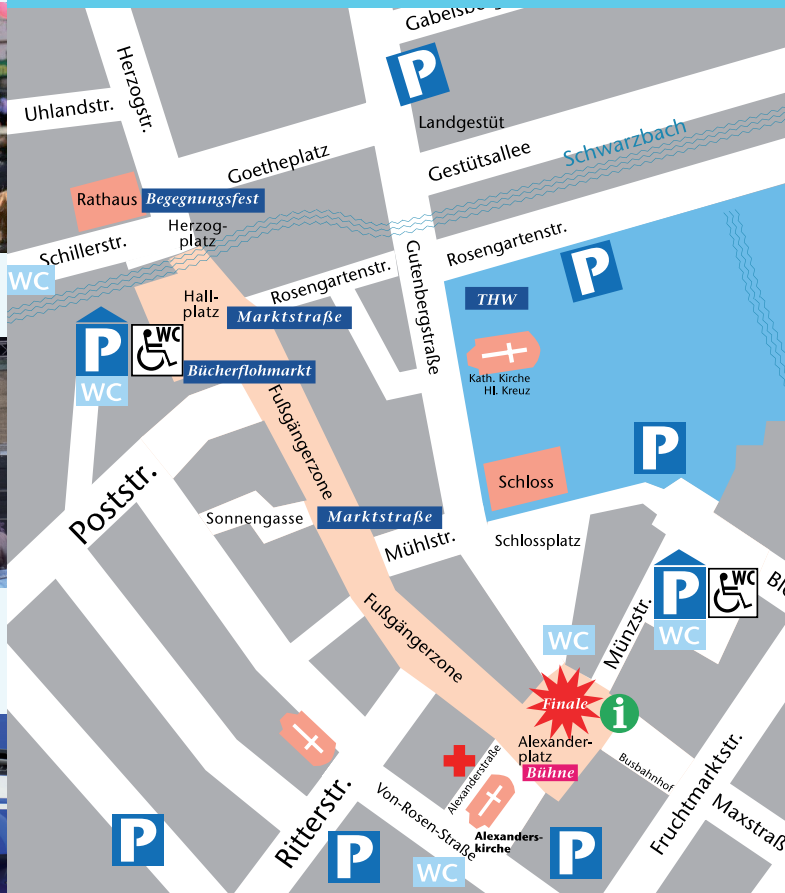 Gabelsbe
P
Herzogstr.
Uhlandstr.
Landgestüt
Schwarzbach
Goetheplatz
Gestütsallee
Rathaus
Begegnungsfest
Herzog-
platz
Schillerstr.
WC
Rosengartenstr.
Rosengartenstr.
P
Gutenbergstraße
Hall-
platz
THW
Marktstraße
P
WC
WC
Kath. Kirche
Hl. Kreuz
Bücherflohmarkt
Fußgängerzone
Poststr.
P
Schloss
Sonnengasse
Marktstraße
Mühlstr.
Schlossplatz
P
WC
WC
Ble
Fußgängerzone
Münzstr.
WC
Finale
i
Alexander-
platz
Bühne
Busbahnhof
Alexanderstraße
Fruchtmarktstr.
Maxstraß
Ritterstr.
Von-Rosen-Straße
Alexanders-
kirche
P
P
WC
P